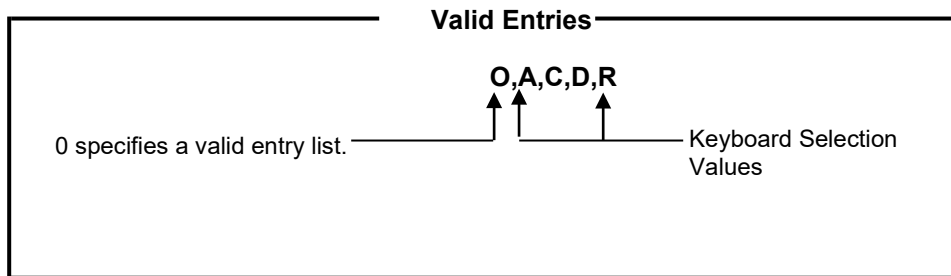 Valid Entries
O,A,C,D,R
0 specifies a valid entry list.
Keyboard Selection
Values